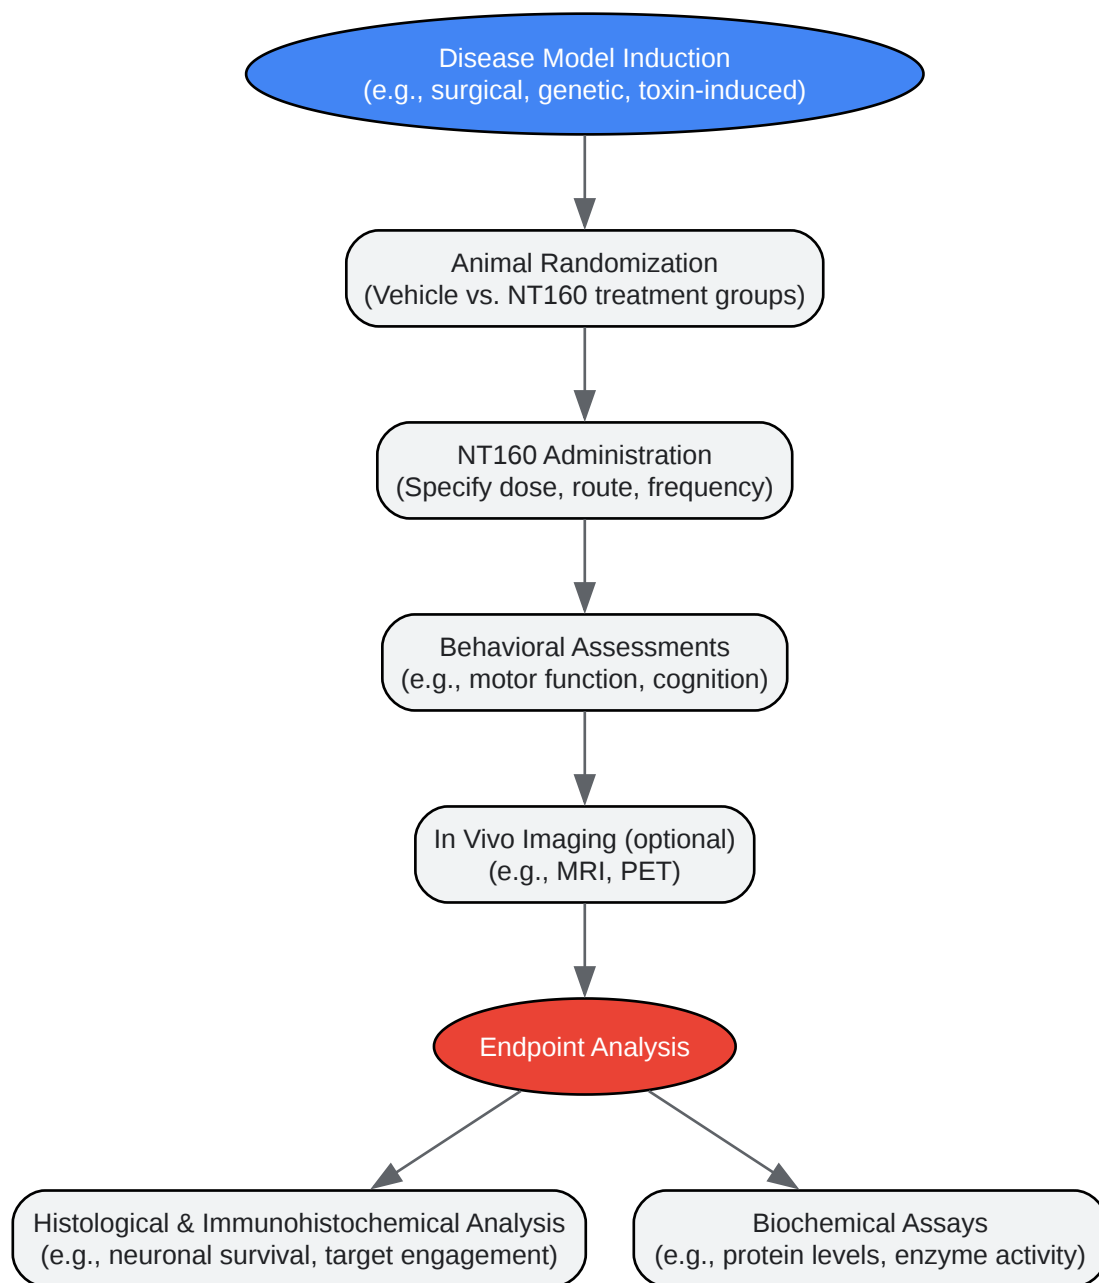 Disease Model Induction
(e.g., surgical, genetic, toxin-induced)
Animal Randomization
(Vehicle vs. NT160 treatment groups)
NT160 Administration
(Specify dose, route, frequency)
Behavioral Assessments
(e.g., motor function, cognition)
In Vivo Imaging (optional)
(e.g., MRI, PET)
Endpoint Analysis
Histological & Immunohistochemical Analysis
(e.g., neuronal survival, target engagement)
Biochemical Assays
(e.g., protein levels, enzyme activity)